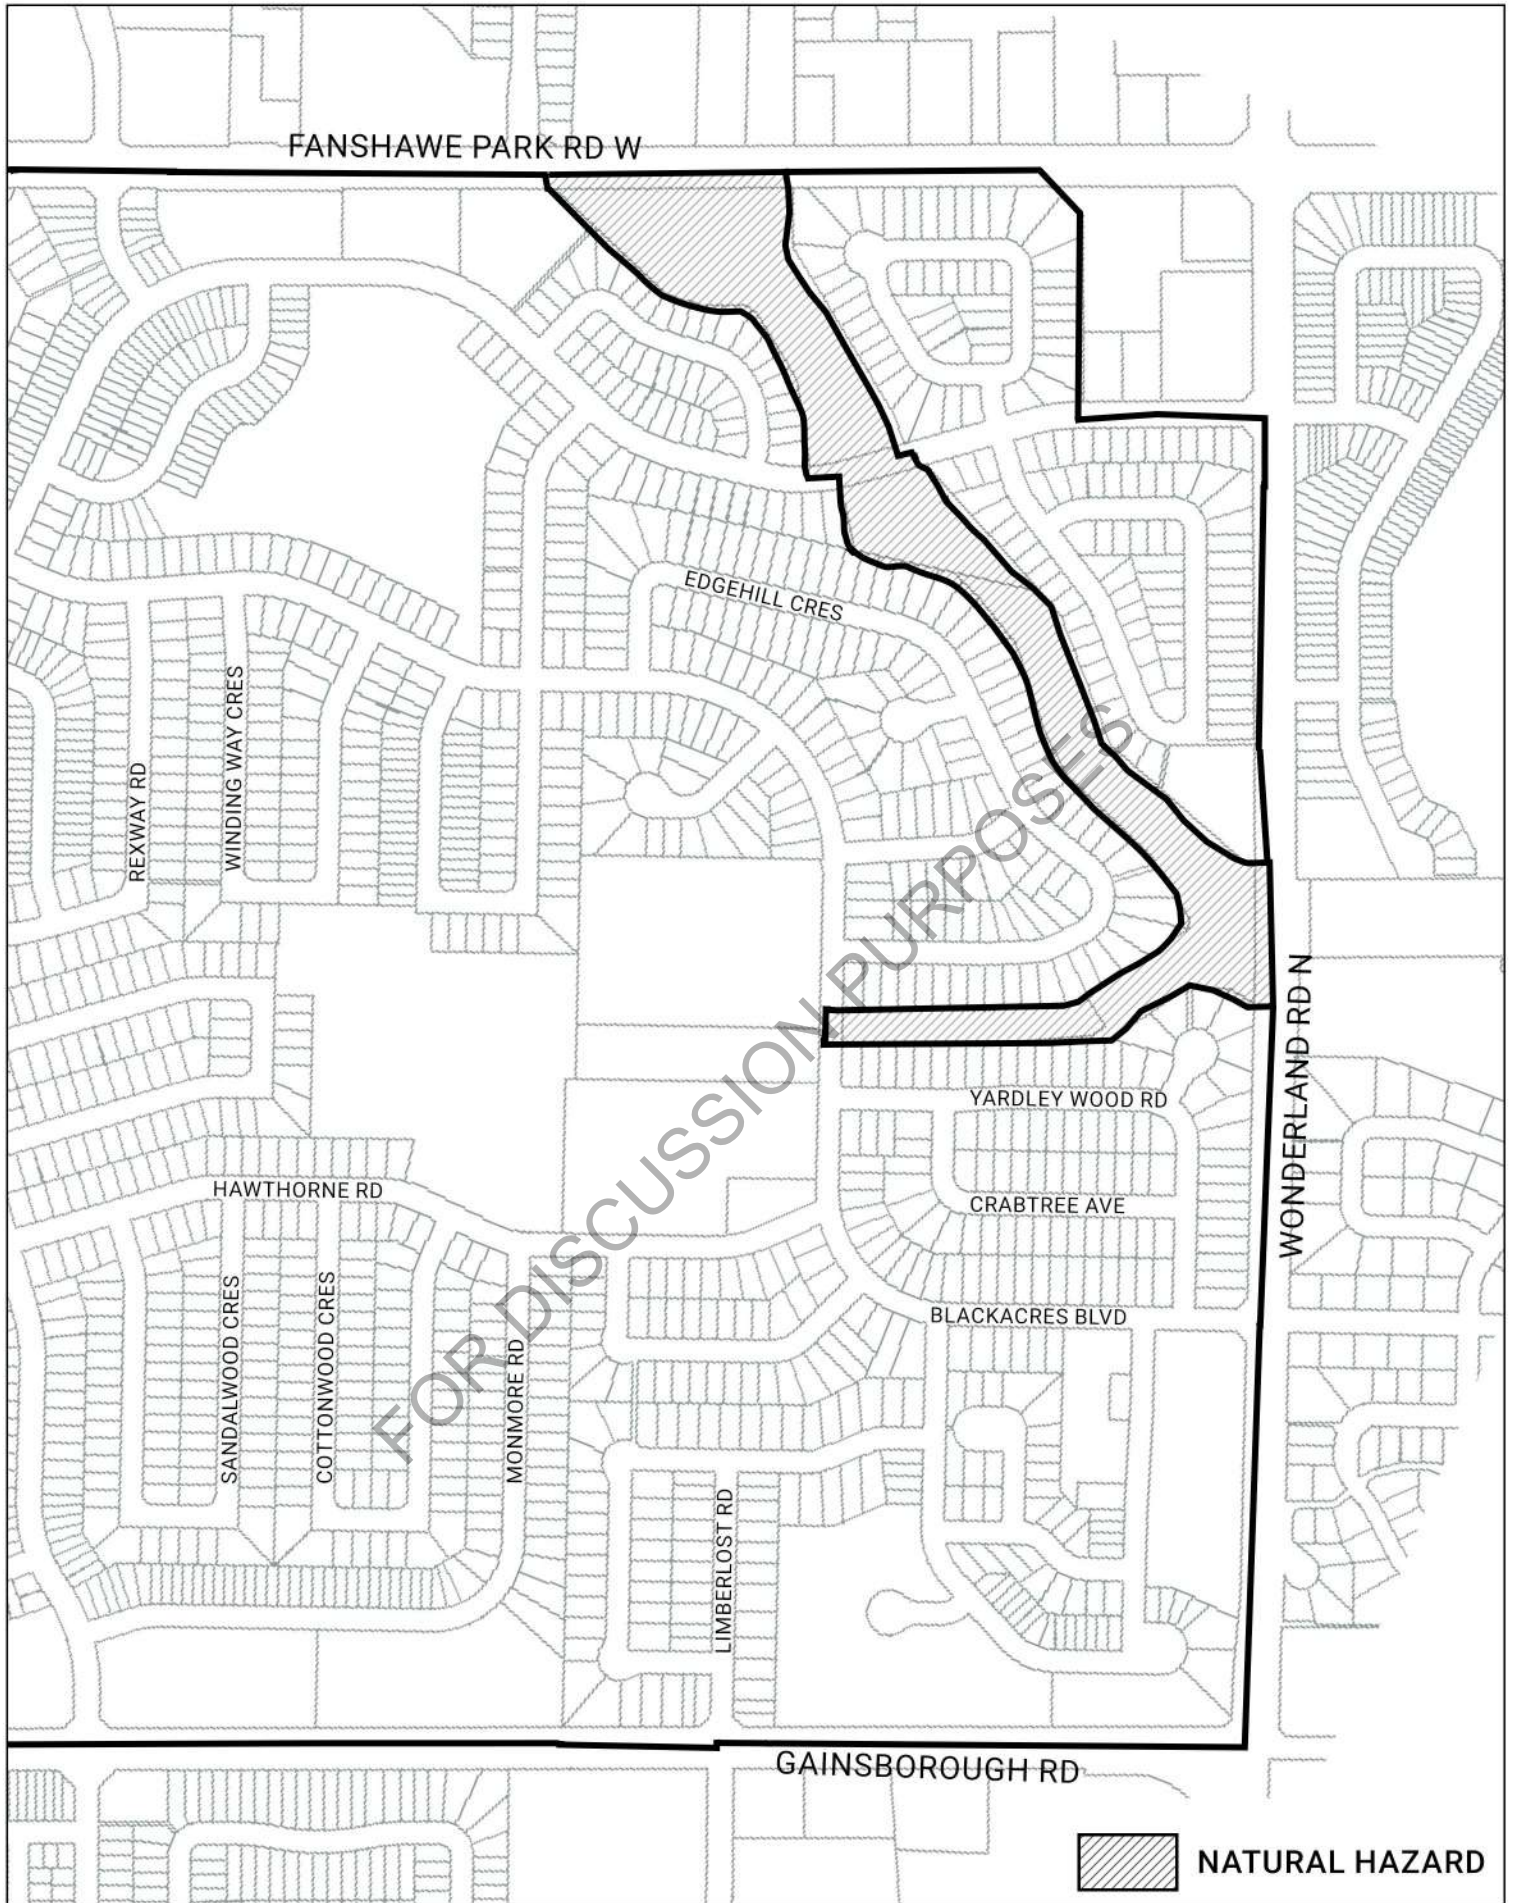 FANSHAWE PARK RD W
EDGEHILL CRES
REXWAY RD
WINDING WAY CRES
FOR DISCUSSION PURPOSES
WONDERLAND RD N
YARDLEY WOOD RD
HAWTHORNE RD
CRABTREE AVE
SANDALWOOD CRES
COTTONWOOD CRES
MONMORE RD
BLACKACRES BLVD
LIMBERLOST RD
GAINSBOROUGH RD
NATURAL HAZARD